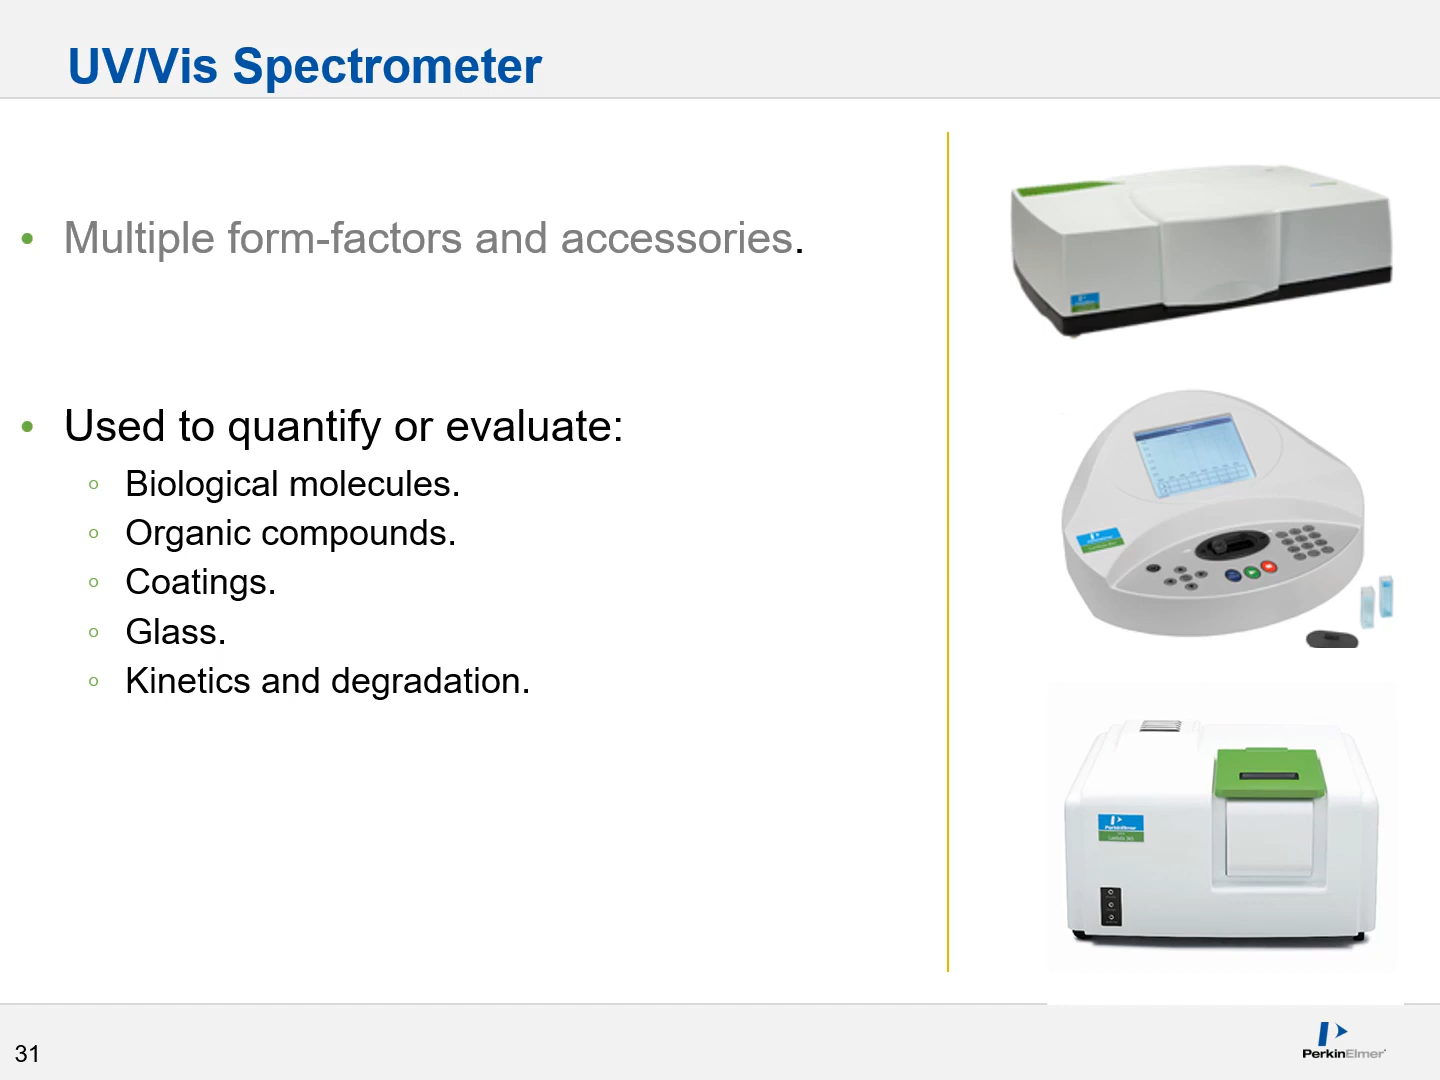 UV/Vis Spectrometer
• Multiple form-factors and accessories.
• Used to quantify or evaluate:
○ Biological molecules.
○ Organic compounds.
○ Coatings.
○ Glass.
○ Kinetics and degradation.
PerkinElmer
31
PerkinElmer